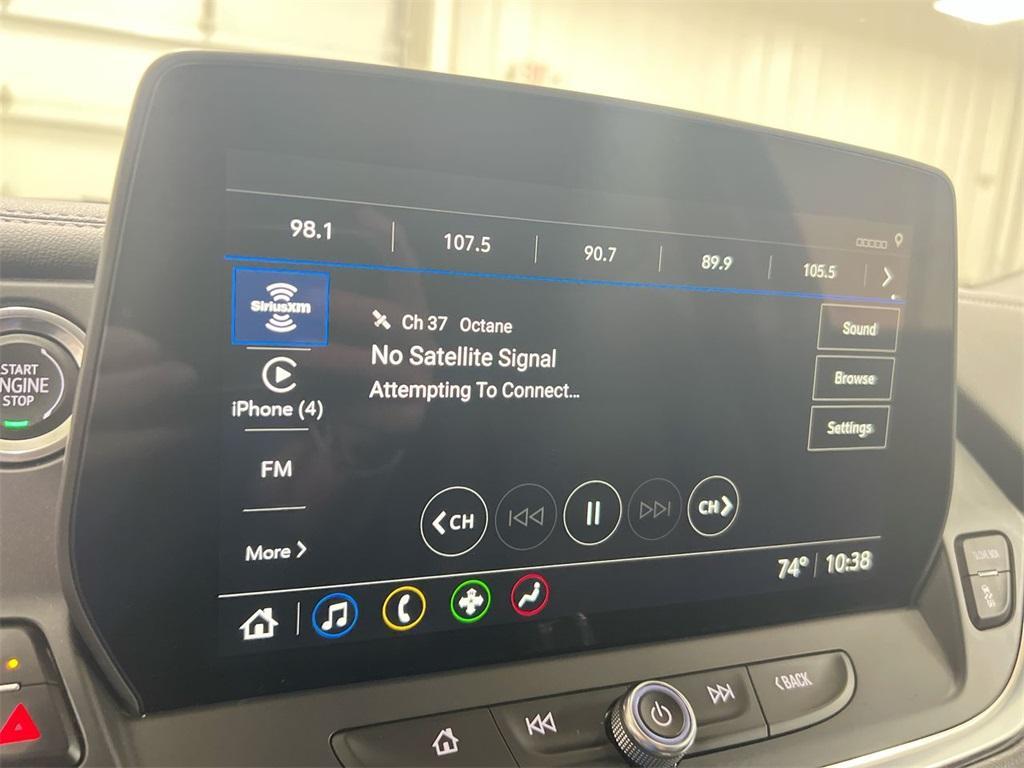 98.1
107.5
90.7
89.9
105.5
SiriusXM
Ch 37 Octane
No Satellite Signal
Attempting To Connect...
Sound
Browse
Settings
iPhone (4)
FM
More
CH
CH
74° 10:38
START
ENGINE
STOP
BACK